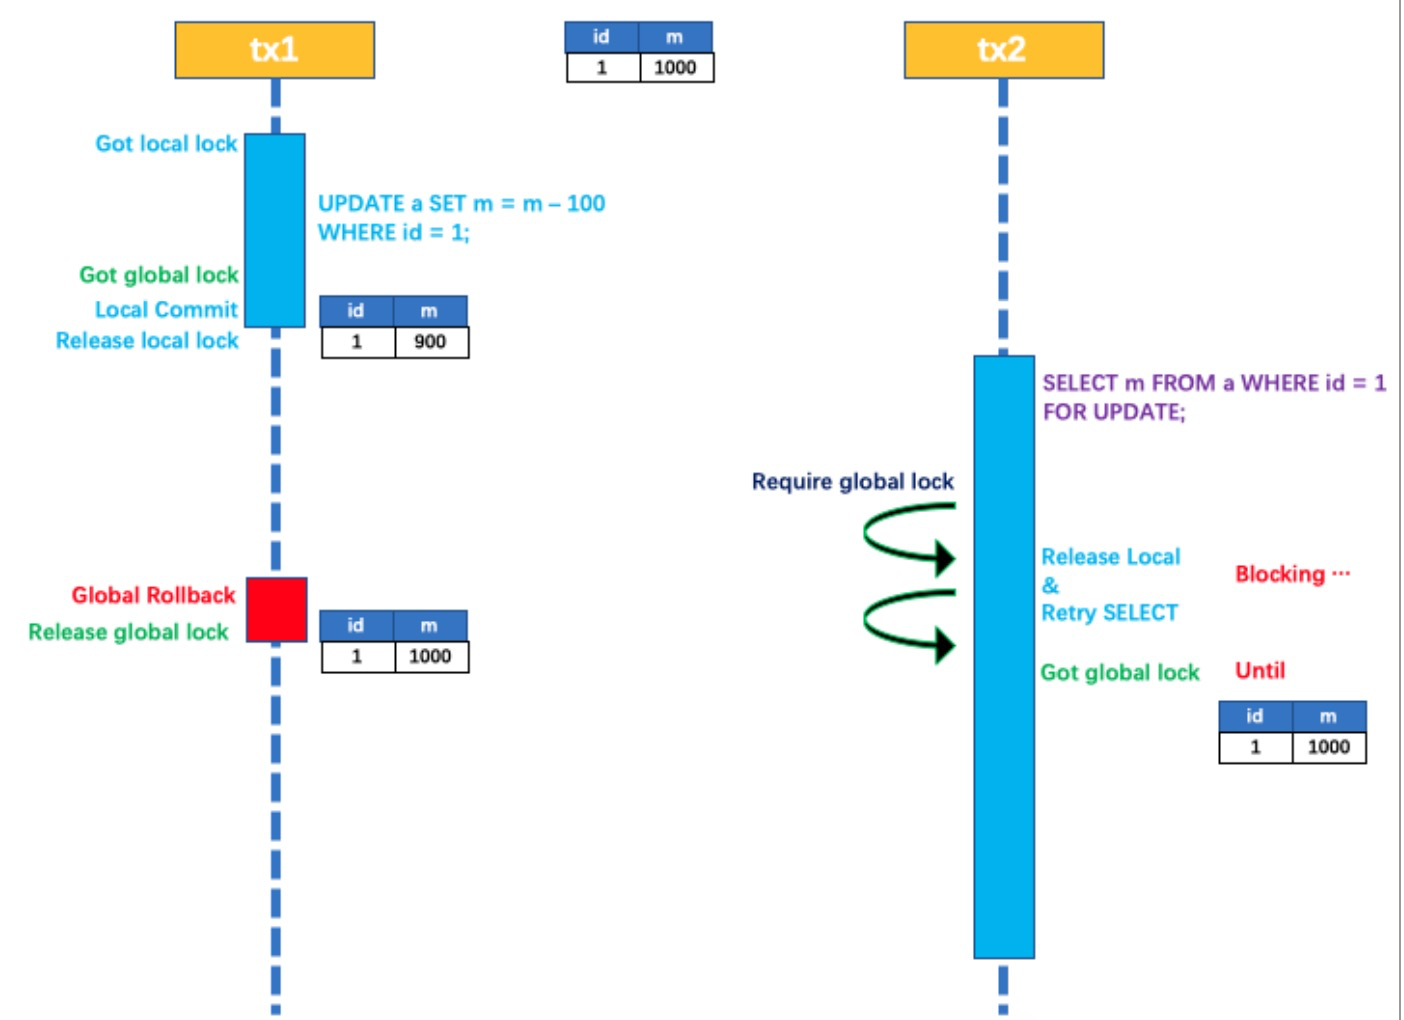 tx1
id m
1 1000
tx2
Got local lock
UPDATE a SET m = m – 100
WHERE id = 1;
Got global lock
Local Commit
Release local lock
id m
1 900
SELECT m FROM a WHERE id = 1
FOR UPDATE;
Require global lock
Release Local
&
Retry SELECT
Blocking ···
Global Rollback
Release global lock
id m
1 1000
Got global lock
Until
id m
1 1000